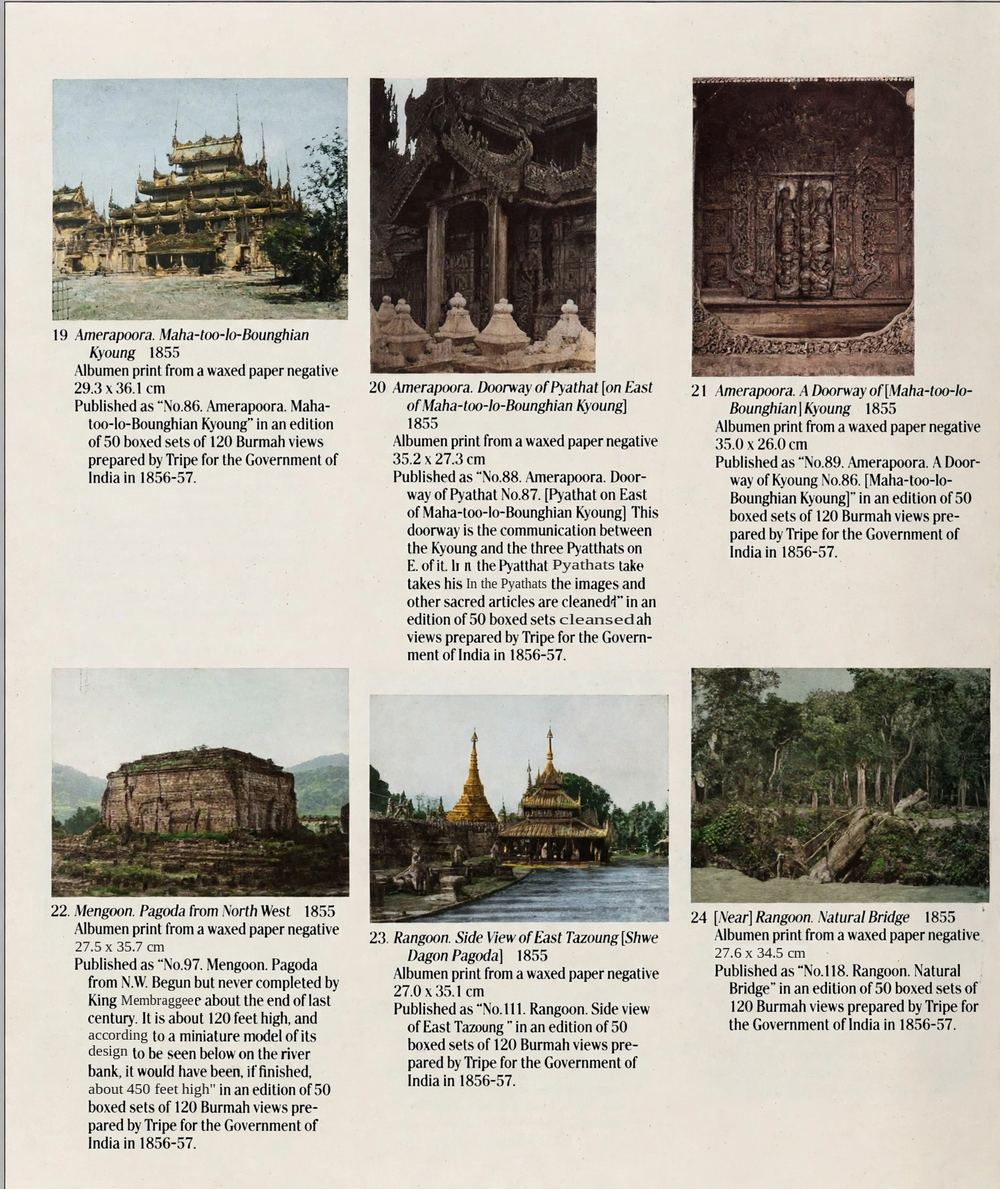 19 Amerapoora. Maha-too-lo-Bounghian
Kyoung 1855
Albumen print from a waxed paper negative
29.3 x 36.1 cm
Published as “No.86. Amerapoora. Maha-
too-lo-Bounghian Kyoung” in an edition
of 50 boxed sets of 120 Burmah views
prepared by Tripe for the Government of
India in 1856-57.
20 Amerapoora. Doorway of Pyathat [on East
of Maha-too-lo-Bounghian Kyoung]
1855
Albumen print from a waxed paper negative
35.2 x 27.3 cm
Published as “No.88. Amerapoora. Door-
way of Pyathat No.87. [Pyathat on East
of Maha-too-lo-Bounghian Kyoung] This
doorway is the communication between
the Kyoung and the three Pyatthats on
E. of it. the Pyatthat Pyathats take
takes his In the Pyathats the images and
other sacred articles are cleaned” in an
edition of 50 boxed sets cleansed ah
views prepared by Tripe for the Govern-
ment of India in 1856-57.
21 Amerapoora. A Doorway of [Maha-too-lo-
Bounghian] Kyoung 1855
Albumen print from a waxed paper negative
35.0 x 26.0 cm
Published as “No.89. Amerapoora. A Door-
way of Kyoung No.86. [Maha-too-lo-
Bounghian Kyoung]” in an edition of 50
boxed sets of 120 Burmah views pre-
pared by Tripe for the Government of
India in 1856-57.
22. Mengoon. Pagoda from North West 1855
Albumen print from a waxed paper negative
27.5 x 35.7 cm
Published as “No.97. Mengoon. Pagoda
from N.W. Begun but never completed by
King Membraggee about the end of last
century. It is about 120 feet high, and
according to a miniature model of its
design to be seen below on the river
bank, it would have been, if finished,
about 450 feet high" in an edition of 50
boxed sets of 120 Burmah views pre-
pared by Tripe for the Government of
India in 1856-57.
23. Rangoon. Side View of East Tazoung [Shwe
Dagon Pagoda] 1855
Albumen print from a waxed paper negative
27.0 x 35.1 cm
Published as “No.111. Rangoon. Side view
of East Tazoung ” in an edition of 50
boxed sets of 120 Burmah views pre-
pared by Tripe for the Government of
India in 1856-57.
24 [Near] Rangoon. Natural Bridge 1855
Albumen print from a waxed paper negative
27.6 x 34.5 cm
Published as “No.118. Rangoon. Natural
Bridge” in an edition of 50 boxed sets of
120 Burmah views prepared by Tripe for
the Government of India in 1856-57.